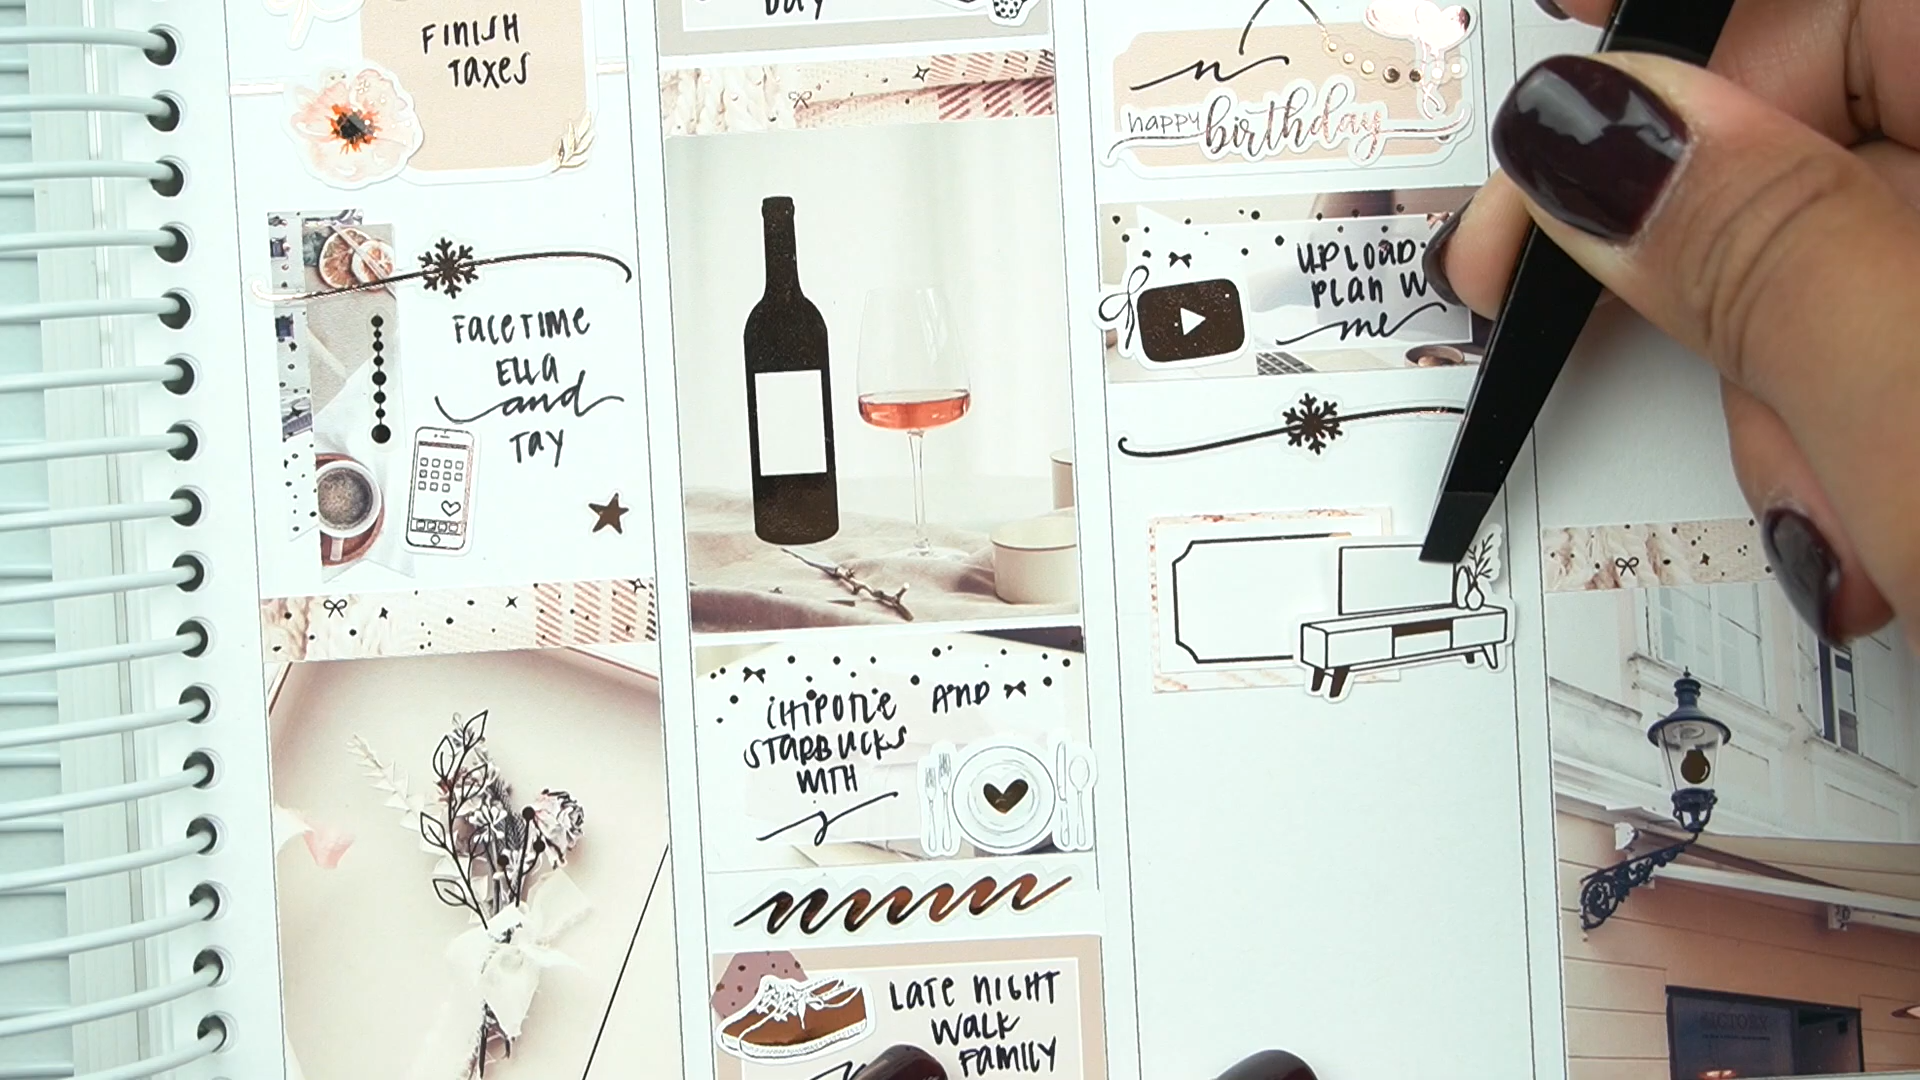 FINISH
TAXES
FACETIME
ELLA
and
TAY
DAY
CHIPOTLE AND
STARBUCKS
WITH
LATE NIGHT
WALK
FAMILY
happy birthday
UPLOAD
PLAN W
me